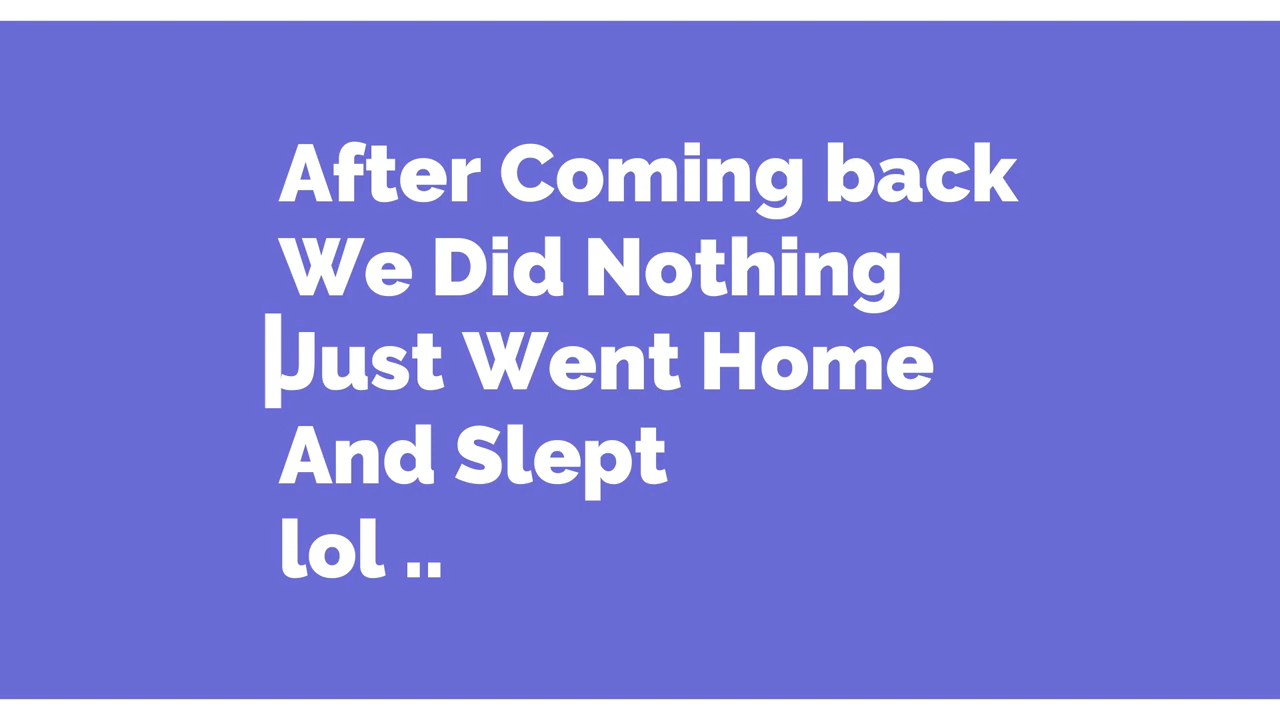 After Coming back
We Did Nothing
Just Went Home
And Slept
lol ..